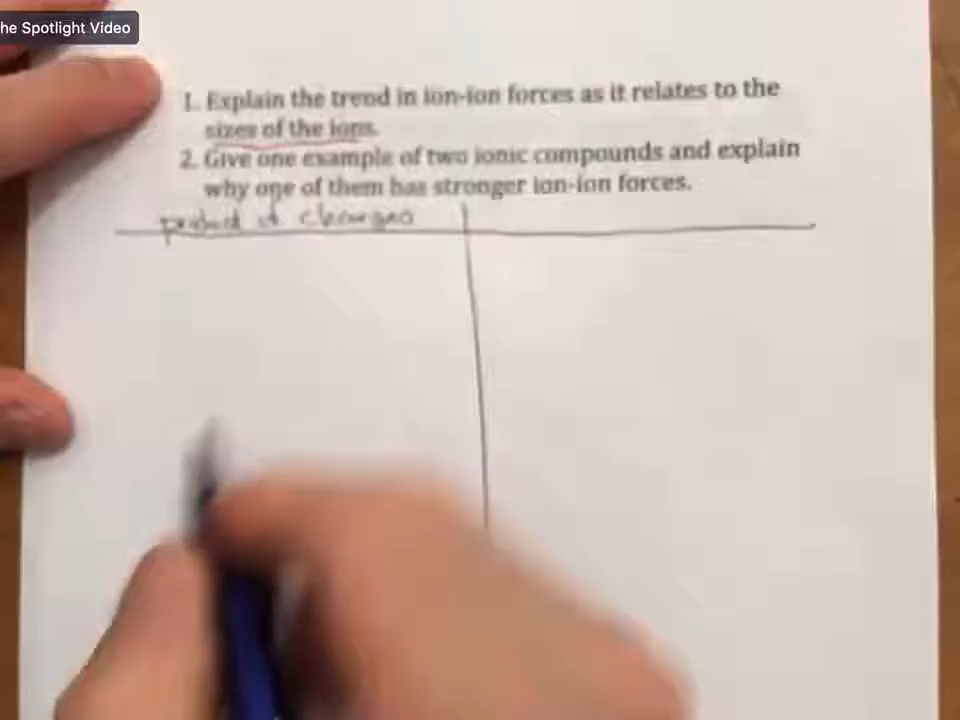 he Spotlight Video
1. Explain the trend in ion-ion forces as it relates to the
sizes of the ions.
2. Give one example of two ionic compounds and explain
why one of them has stronger ion-ion forces.
product of charges